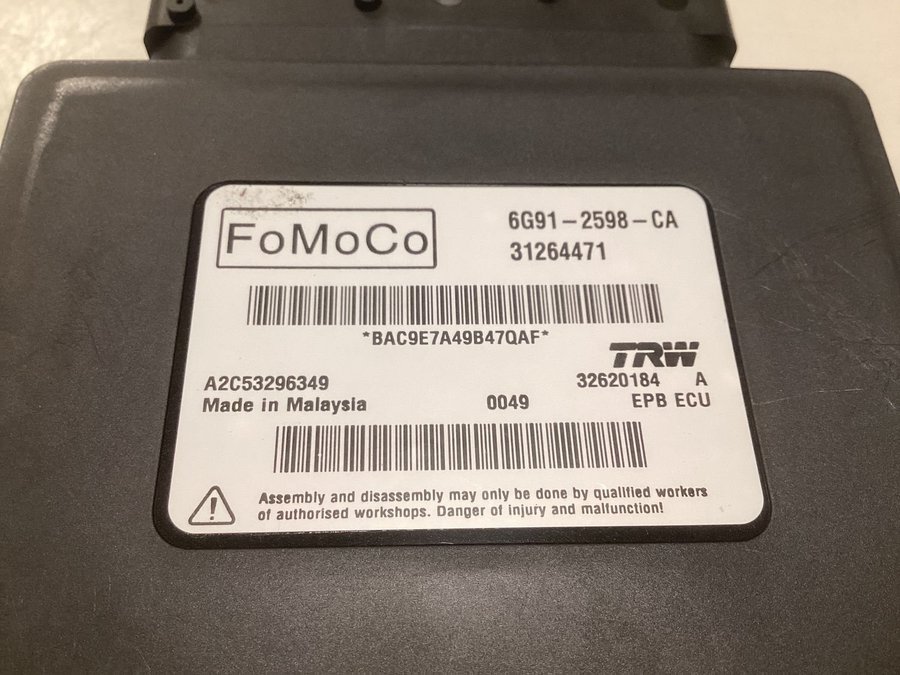 FoMoCo
6G91-2598-CA
31264471
*BAC9E7A49B47QAF*
TRW
A2C53296349
32620184 A
Made in Malaysia
0049
EPB ECU
Assembly and disassembly may only be done by qualified workers
of authorised workshops. Danger of injury and malfunction!